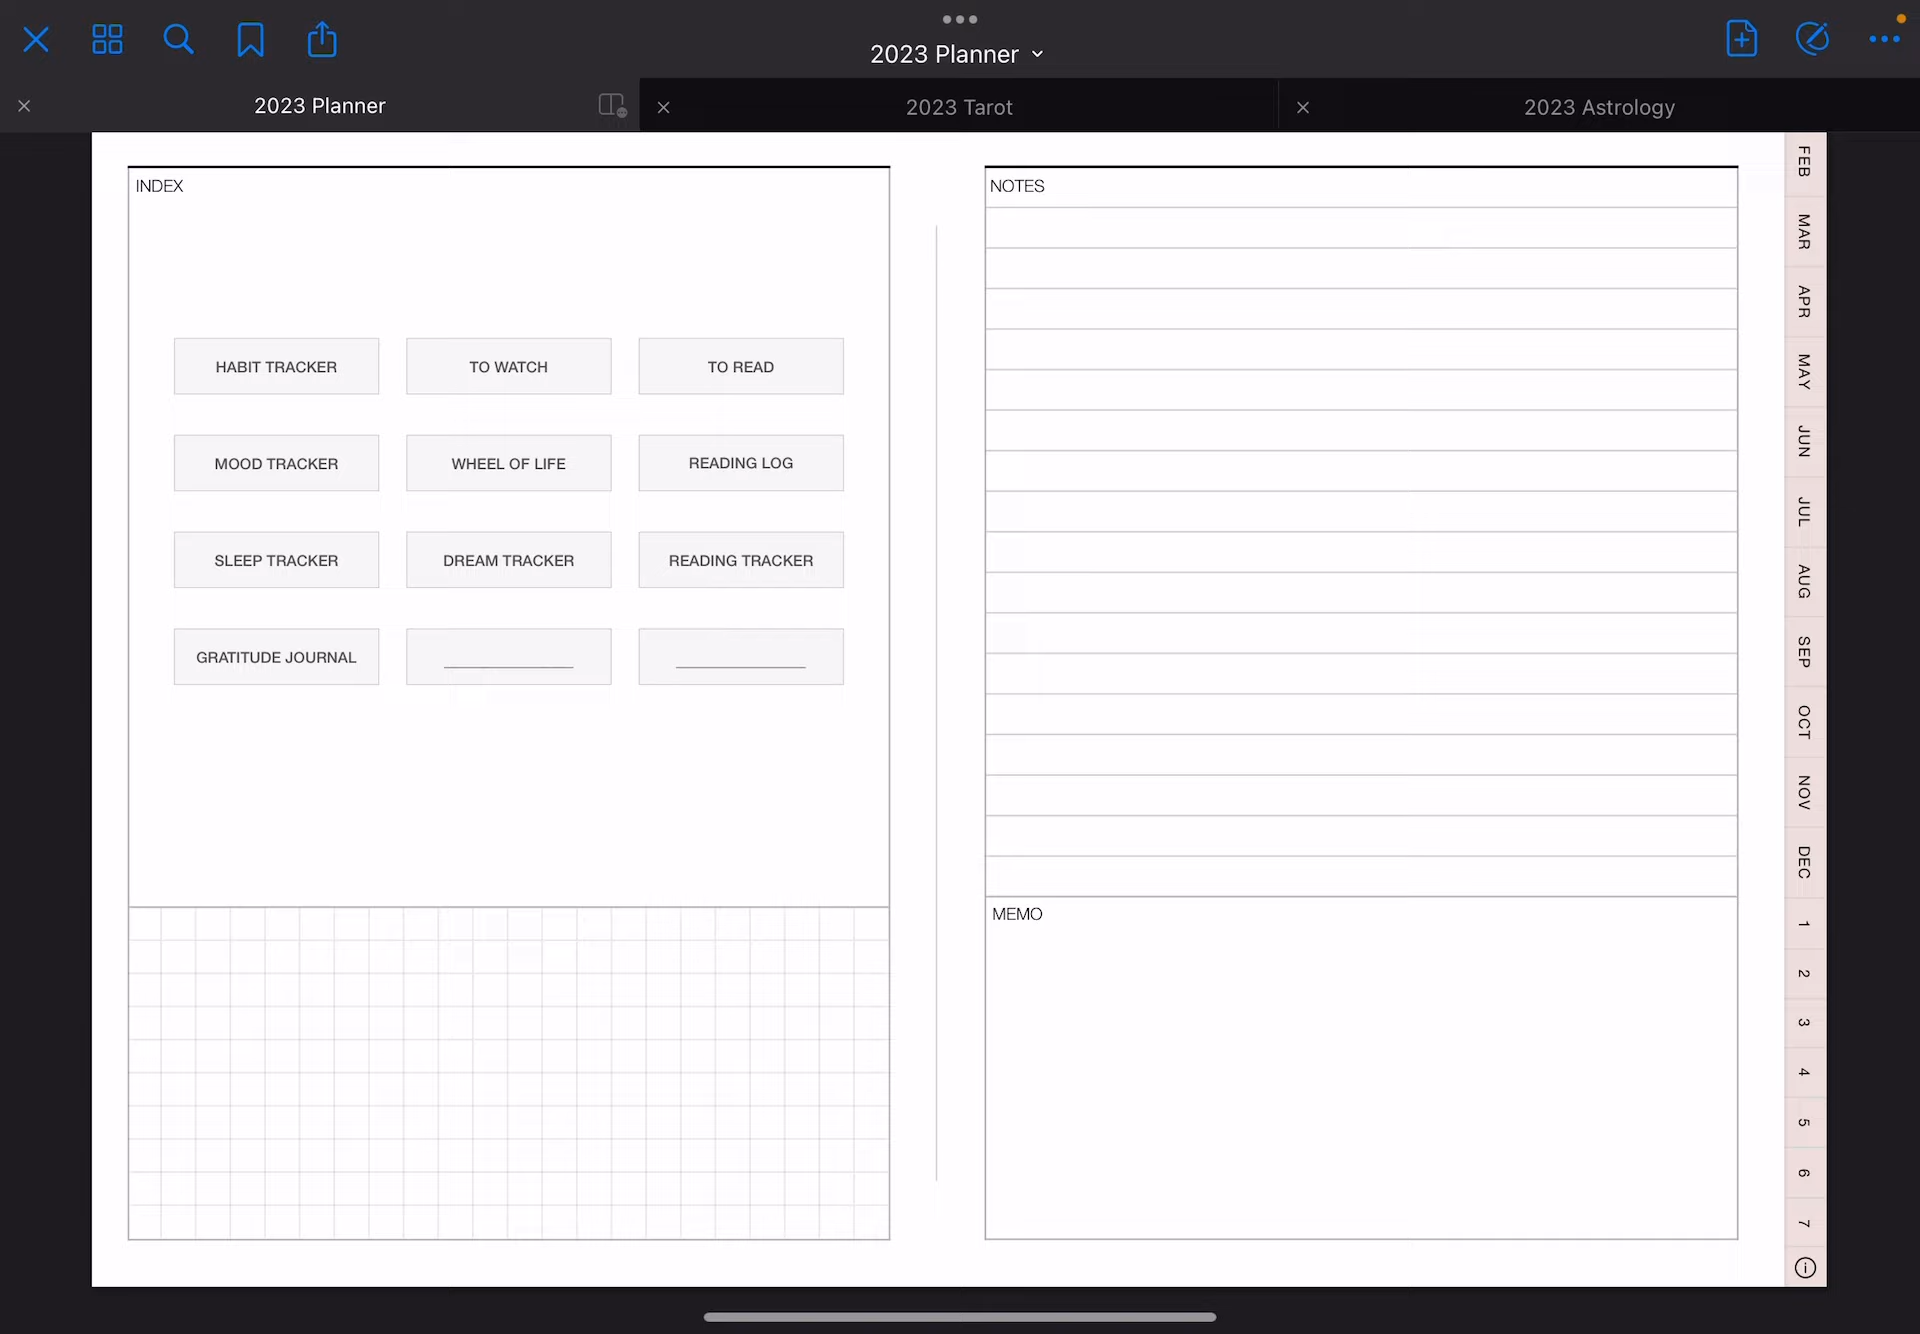 2023 Planner
2023 Planner
2023 Tarot
2023 Astrology
INDEX
HABIT TRACKER
TO WATCH
TO READ
MOOD TRACKER
WHEEL OF LIFE
READING LOG
SLEEP TRACKER
DREAM TRACKER
READING TRACKER
GRATITUDE JOURNAL
NOTES
MEMO
FEB
MAR
APR
MAY
JUN
JUL
AUG
SEP
OCT
NOV
DEC
1
2
3
4
5
6
7